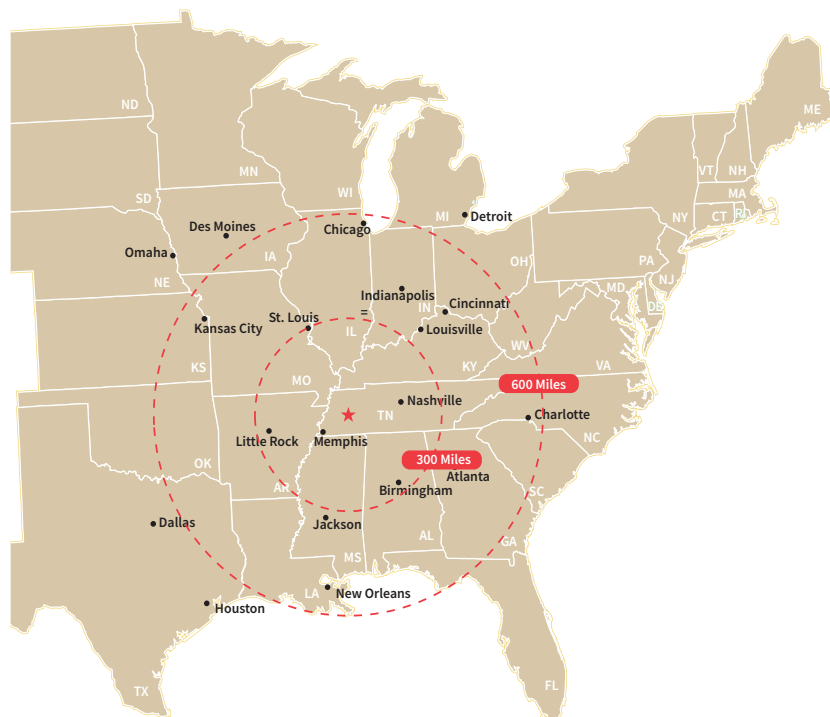 ND
ME
MN
VT
NH
WI
MA
SD
MI
Detroit
NY
CT
RI
Des Moines
Chicago
Omaha
IA
OH
PA
NE
NJ
MD
Indianapolis
IN
Cincinnati
DE
=
St. Louis
Kansas City
IL
Louisville
WV
KS
KY
VA
MO
600 Miles
Nashville
TN
Charlotte
Little Rock
Memphis
NC
OK
300 Miles
Atlanta
AR
Birmingham
SC
Dallas
Jackson
AL
GA
MS
LA
New Orleans
Houston
TX
FL